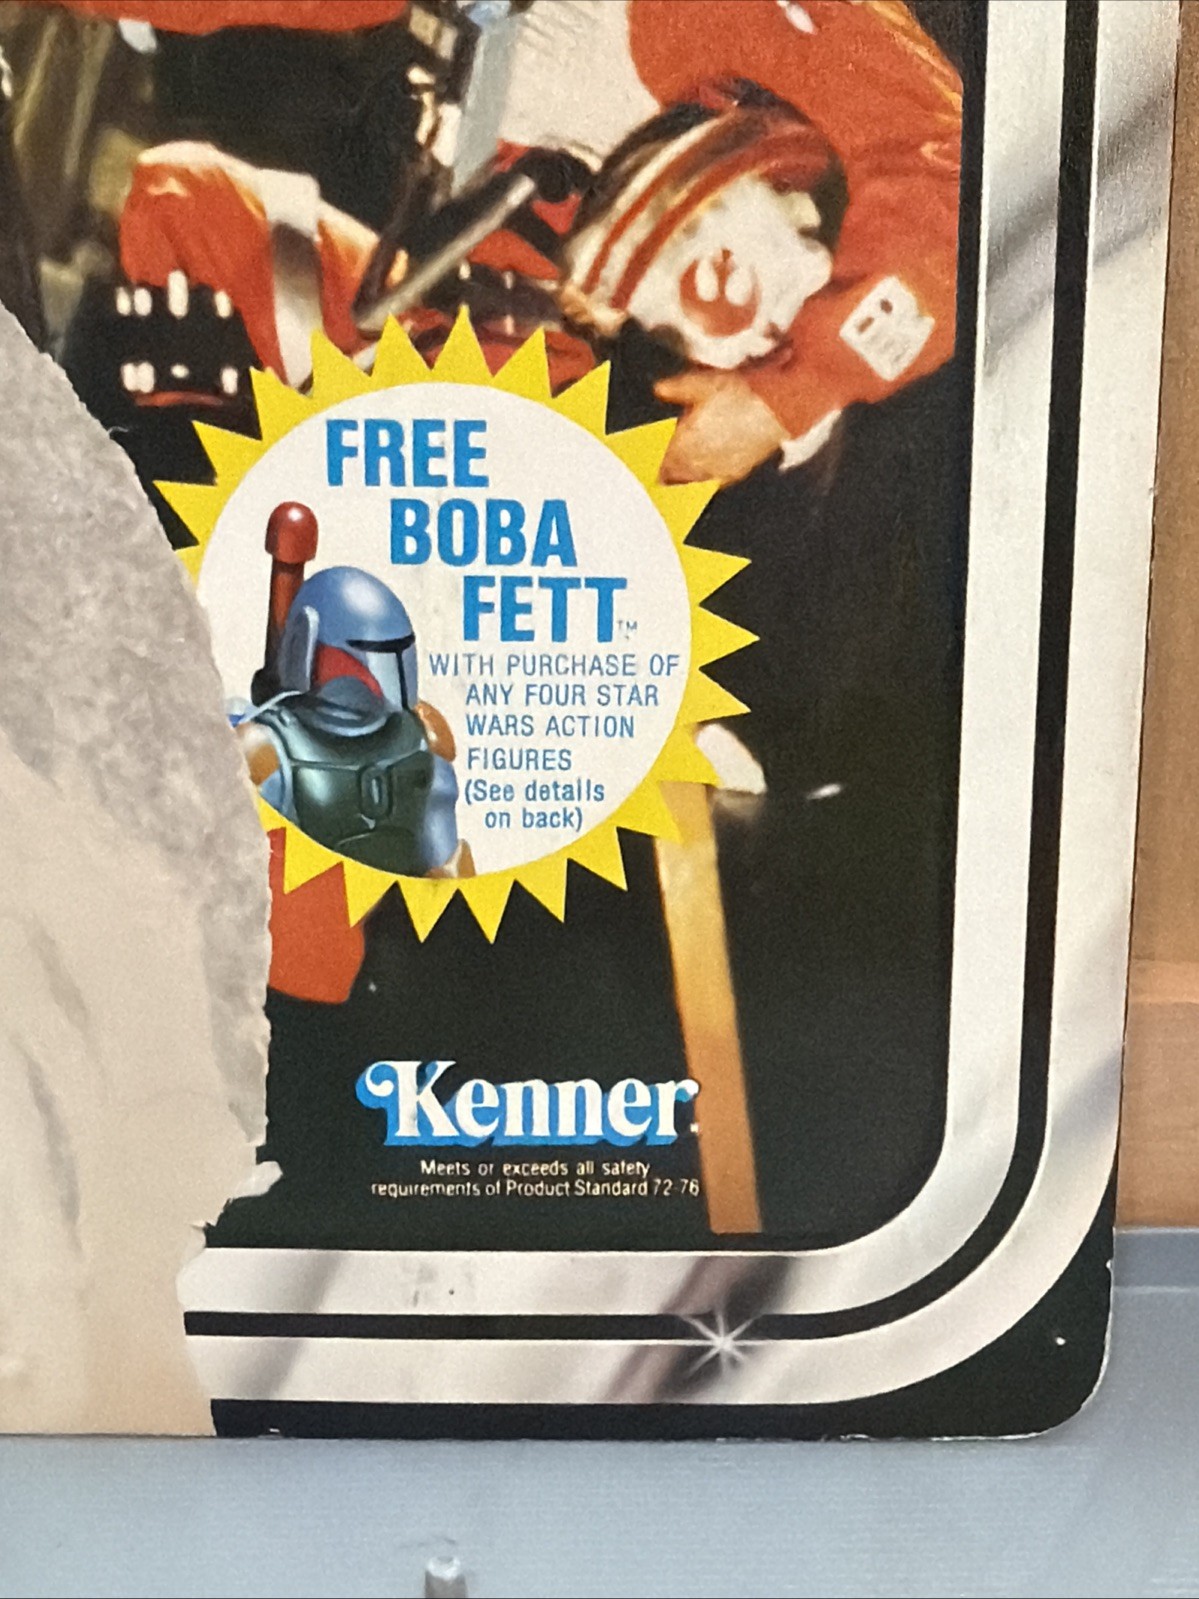 FREE
BOBA
FETT™
WITH PURCHASE OF
ANY FOUR STAR
WARS ACTION
FIGURES
(See details
on back)
Kenner
Meets or exceeds all safety
requirements of Product Standard 72-76